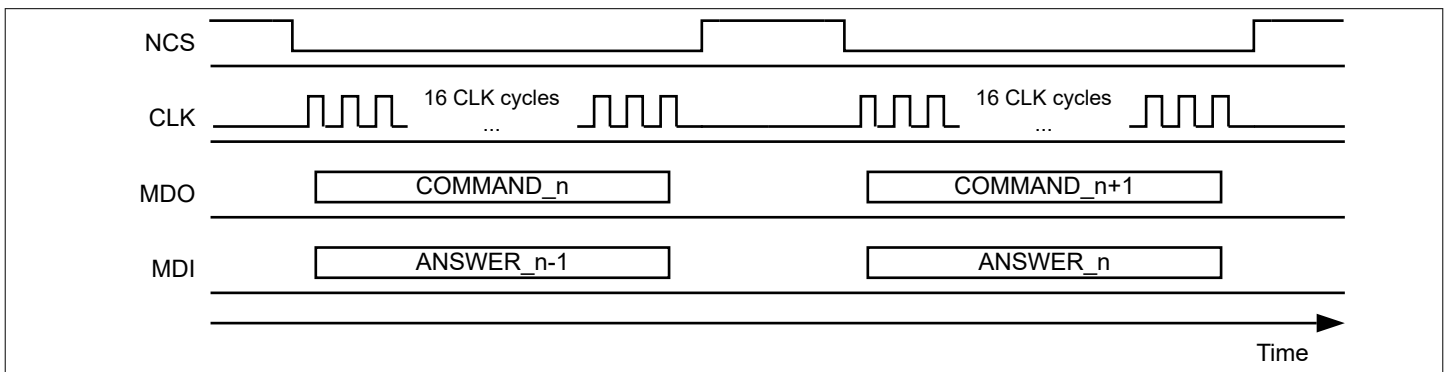 NCS
CLK
16 CLK cycles
...
16 CLK cycles
...
MDO
COMMAND_n
COMMAND_n+1
MDI
ANSWER_n-1
ANSWER_n
Time